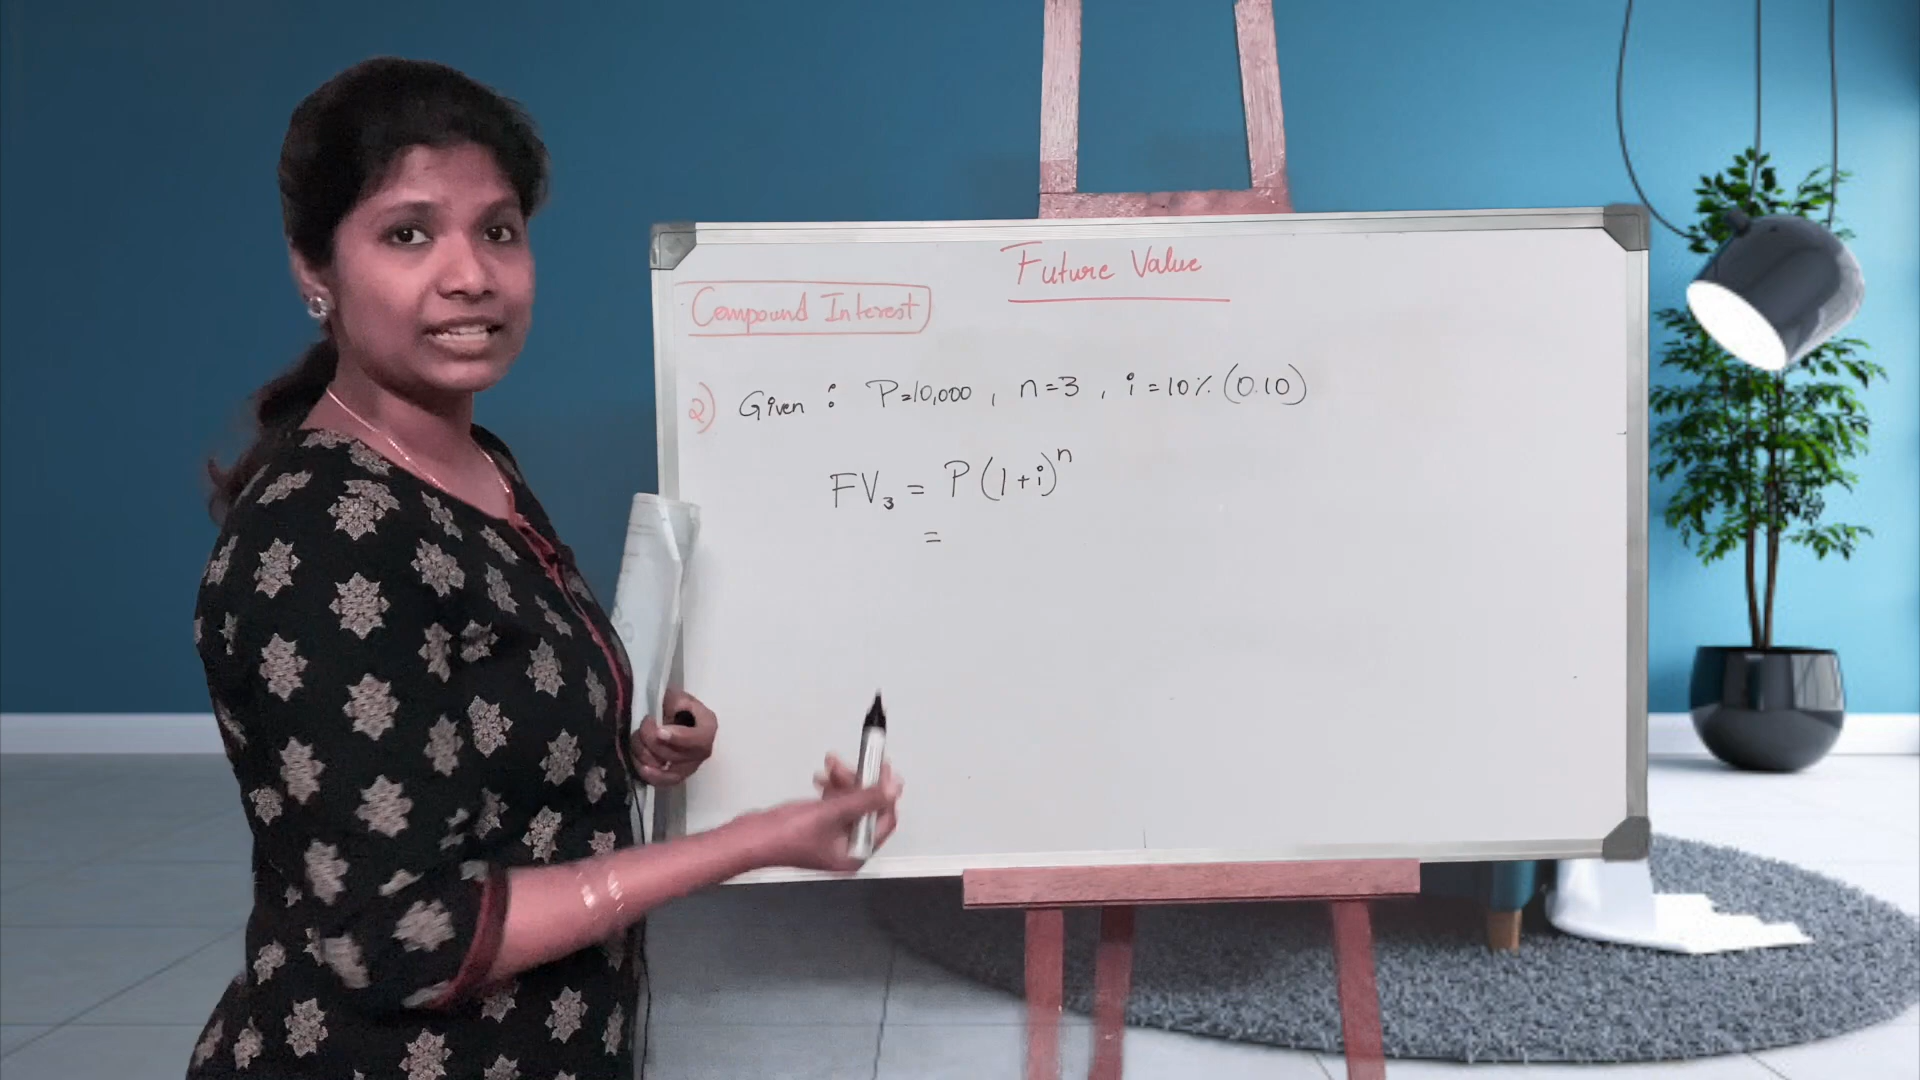 Future Value
Compound Interest
2) Given : P=10,000 , n=3 , i=10% (0.10)
FV₃ = P(1+i)ⁿ
=